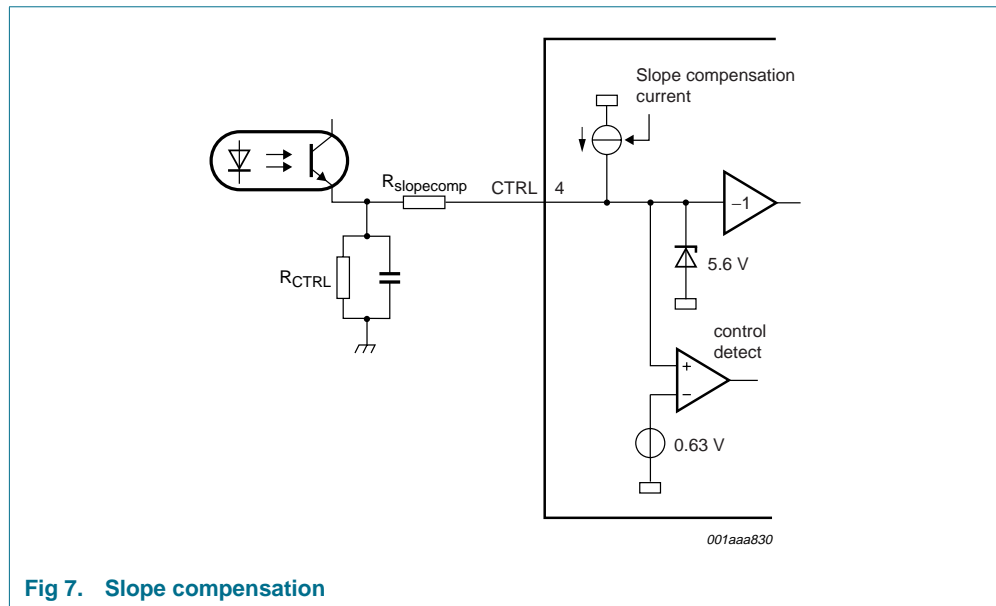 Slope compensation
current
Rslopecomp
CTRL
4
−1
RCTRL
5.6 V
control
detect
+
−
0.63 V
001aaa830
Fig 7. Slope compensation